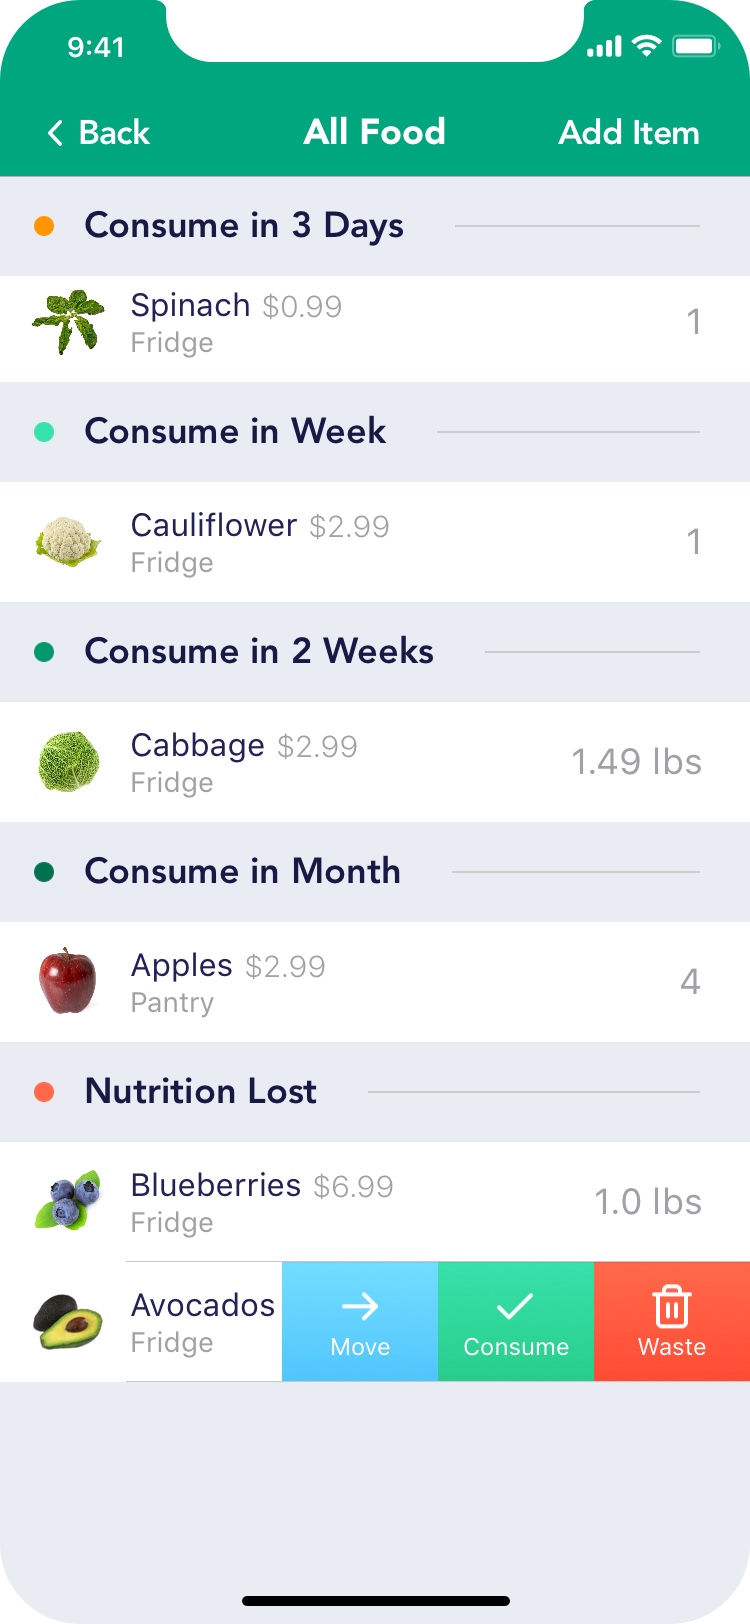 9:41
Back
All Food
Add Item
Consume in 3 Days
Spinach $0.99
Fridge
1
Consume in Week
Cauliflower $2.99
Fridge
1
Consume in 2 Weeks
Cabbage $2.99
Fridge
1.49 lbs
Consume in Month
Apples $2.99
Pantry
4
Nutrition Lost
Blueberries $6.99
Fridge
1.0 lbs
Avocados
Fridge
Move
Consume
Waste